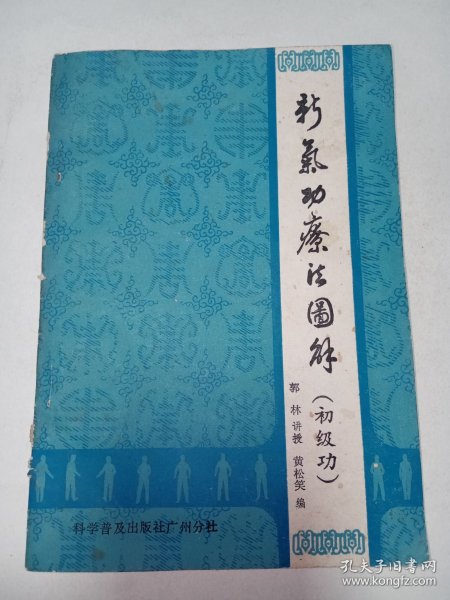 新氣功療法圖解
（初级功）
郭林讲授 黄松笑编
科学普及出版社广州分社
孔夫子旧书网
www.kongfz.com